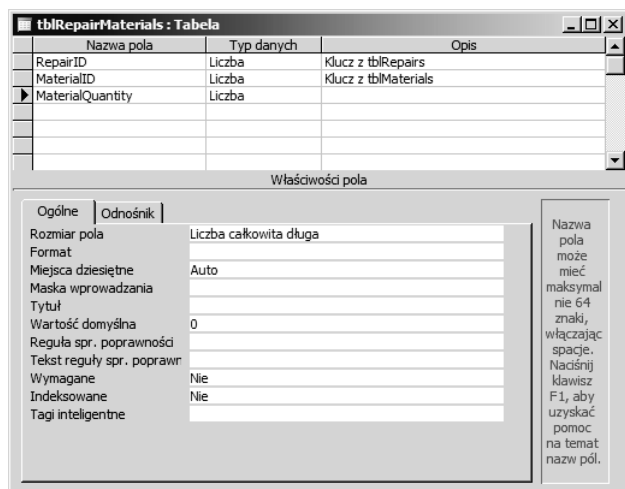 tblRepairMaterials : Tabela
Nazwa pola Typ danych Opis
RepairID Liczba Klucz z tblRepairs
MaterialID Liczba Klucz z tblMaterials
MaterialQuantity Liczba
Właściwości pola
Ogólne Odnośnik
Rozmiar pola Liczba całkowita długa
Format
Miejsca dziesiętne Auto
Maska wprowadzania
Tytuł
Wartość domyślna 0
Reguła spr. poprawności
Tekst reguły spr. poprawr
Wymagane Nie
Indeksowane Nie
Tagi inteligentne
Nazwa
pola
może
mieć
maksymal
nie 64
znaki,
włączając
spacje.
Naciśnij
klawisz
F1, aby
uzyskać
pomoc
na temat
nazw pól.